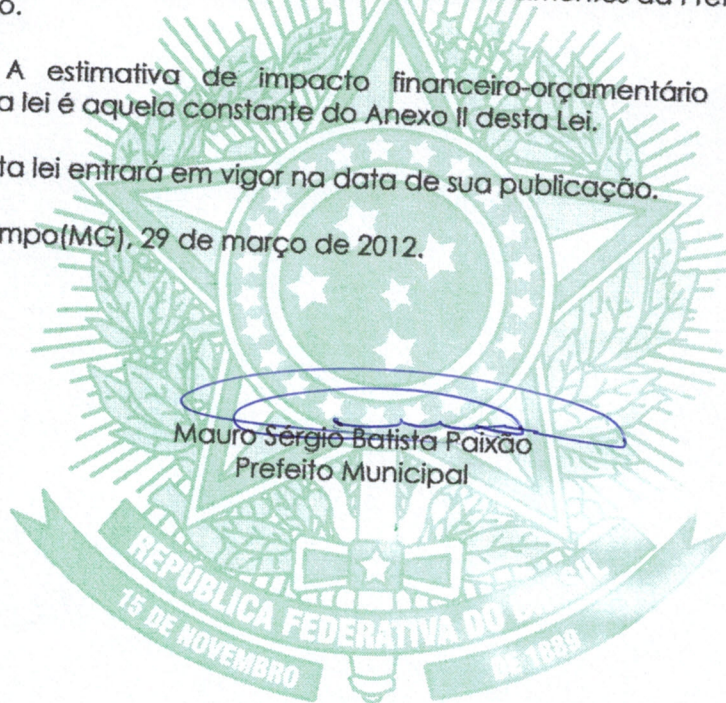 o.
A estimativa de impacto financeiro-orçamentário
a lei é aquela constante do Anexo II desta Lei.
ta lei entrará em vigor na data de sua publicação.
mpo(MG), 29 de março de 2012.
Mauro Sérgio Batista Paixão
Prefeito Municipal
REPUBLICA FEDERATIVA DO BRASIL
15 DE NOVEMBRO DE 1889